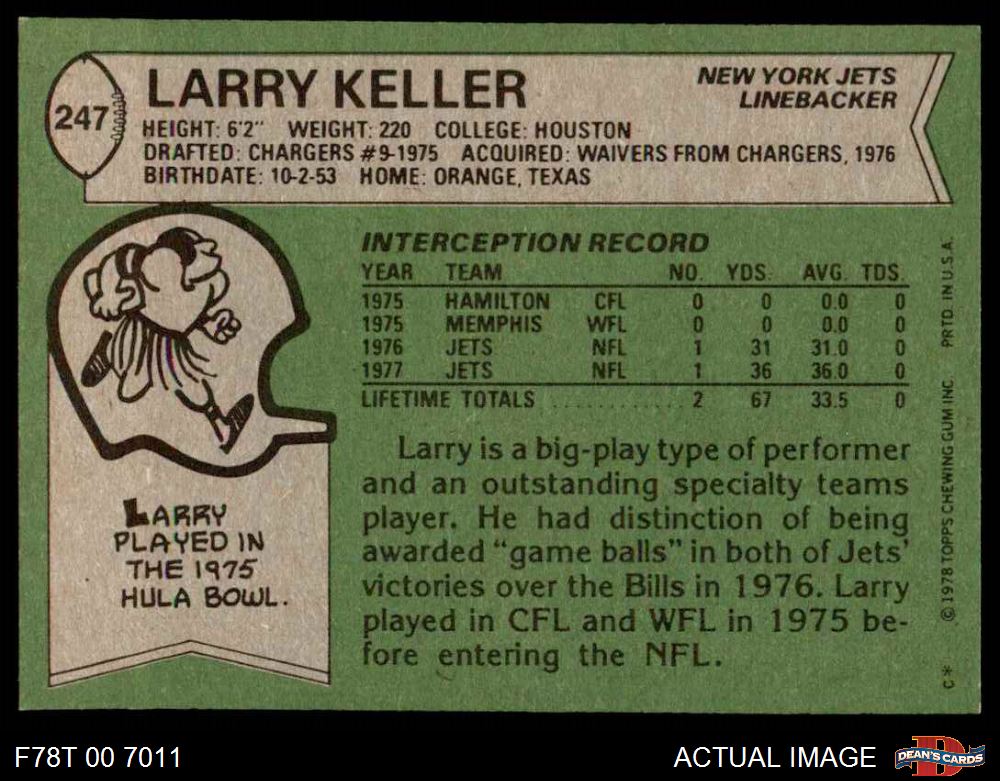 247
LARRY KELLER
NEW YORK JETS
LINEBACKER
HEIGHT: 6'2" WEIGHT: 220 COLLEGE: HOUSTON
DRAFTED: CHARGERS #9-1975 ACQUIRED: WAIVERS FROM CHARGERS, 1976
BIRTHDATE: 10-2-53 HOME: ORANGE, TEXAS
INTERCEPTION RECORD
YEAR TEAM NO. YDS. AVG. TDS.
1975 HAMILTON CFL 0 0 0.0 0
1975 MEMPHIS WFL 0 0 0.0 0
1976 JETS NFL 1 31 31.0 0
1977 JETS NFL 1 36 36.0 0
LIFETIME TOTALS ............ 2 67 33.5 0
Larry is a big-play type of performer
and an outstanding specialty teams
player. He had distinction of being
awarded "game balls" in both of Jets'
victories over the Bills in 1976. Larry
played in CFL and WFL in 1975 be-
fore entering the NFL.
LARRY
PLAYED IN
THE 1975
HULA BOWL.
C* © 1978 TOPPS CHEWING GUM INC. PRTD. IN U.S.A.
F78T 00 7011
ACTUAL IMAGE
D
DEAN'S CARDS